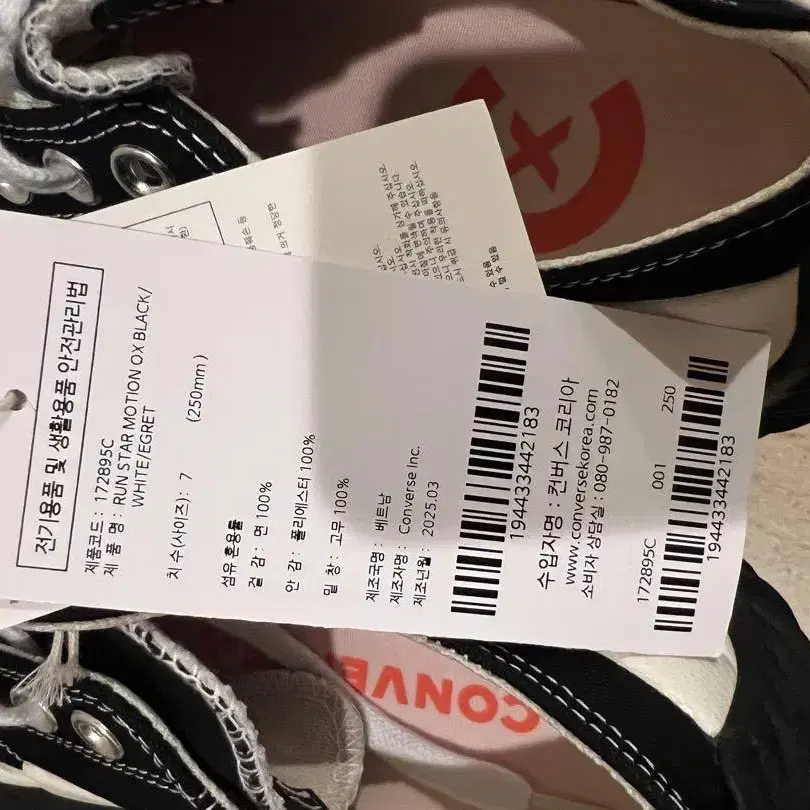 전기용품 및 생활용품 안전관리법
제품코드 : 172895C
제 품 명 : RUN STAR MOTION OX BLACK/
WHITE/EGRET
치 수(사이즈) : 7 (250mm)
섬유 혼용률
겉 감 : 면 100%
안 감 : 폴리에스터 100%
밑 창 : 고무 100%
제조국명 : 베트남
제조자명 : Converse Inc.
제조년월 : 2025.03
194433442183
수입자명 : 컨버스 코리아
www.conversekorea.com
소비자 상담실 : 080-987-0182
172895C 001 250
194433442183
CONVE